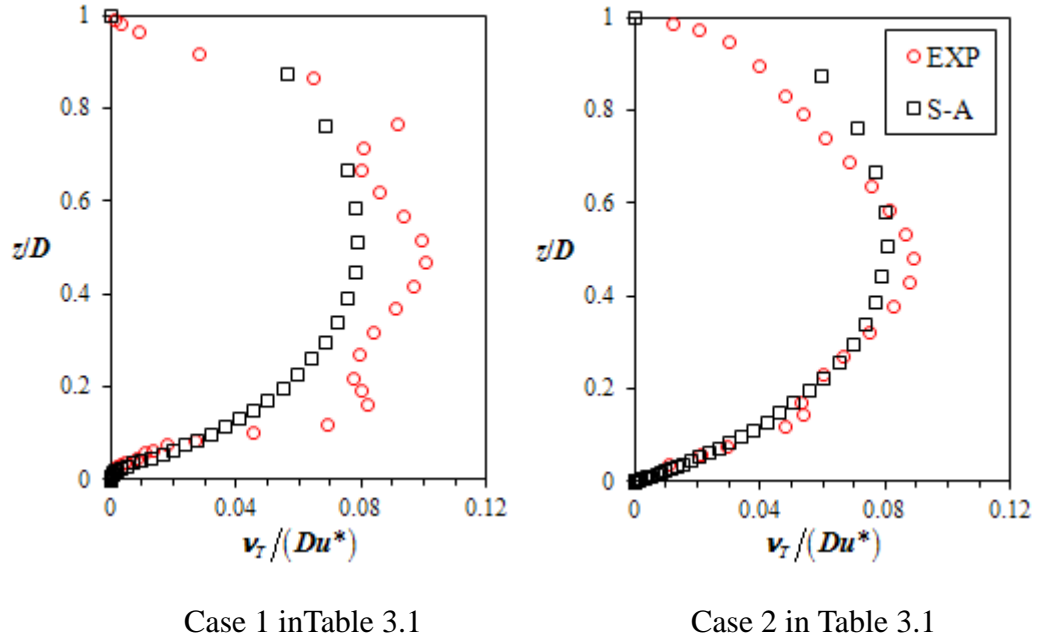 1
0.8
0.6
z/D
0.4
0.2
0
0 0.04 0.08 0.12
ν_T/(Du*)
Case 1 inTable 3.1
1
0.8
0.6
z/D
0.4
0.2
0
0 0.04 0.08 0.12
ν_T/(Du*)
EXP
S-A
Case 2 in Table 3.1